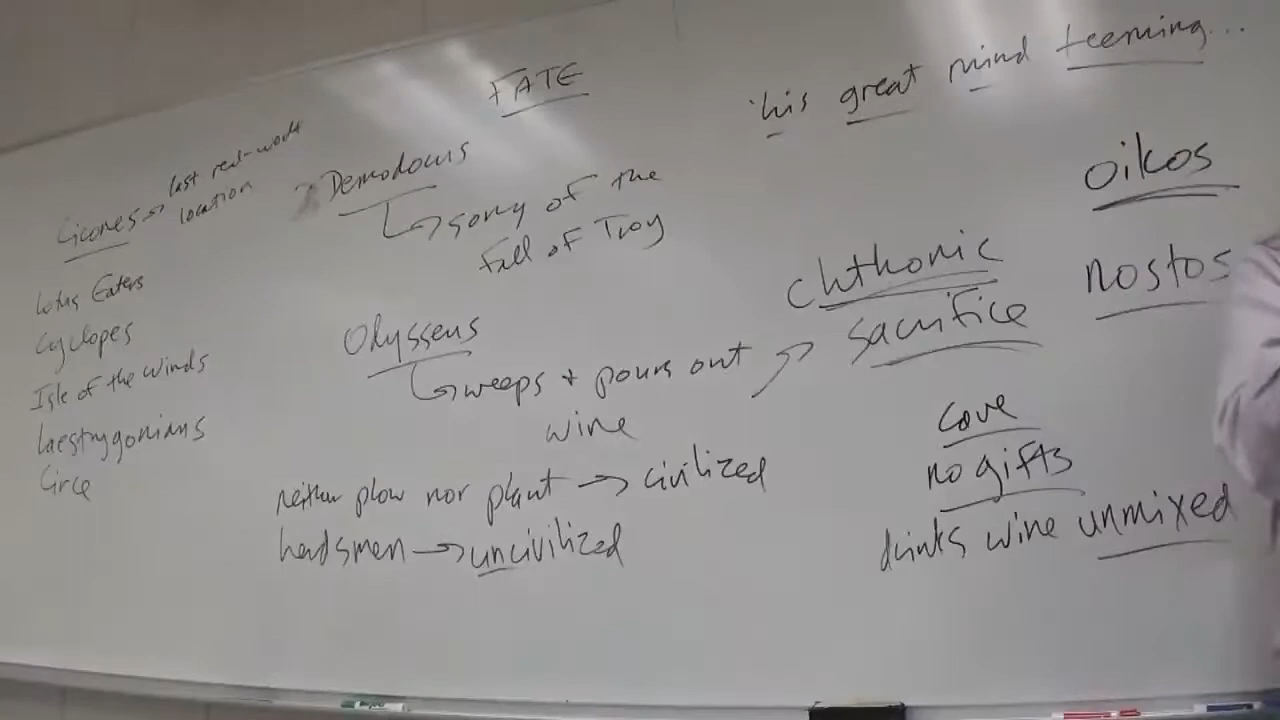 FATE
his great mind teeming...
Cicones → last real-world
location
Lotus Eaters
Cyclopes
Isle of the Winds
Laestrygonians
Circe
Demodocus
↳ song of the
fall of Troy
Odysseus
↳ weeps + pours out →
wine
neither plow nor plant → civilized
herdsmen → uncivilized
oikos
nostos
chthonic
sacrifice
cave
no gifts
drinks wine unmixed